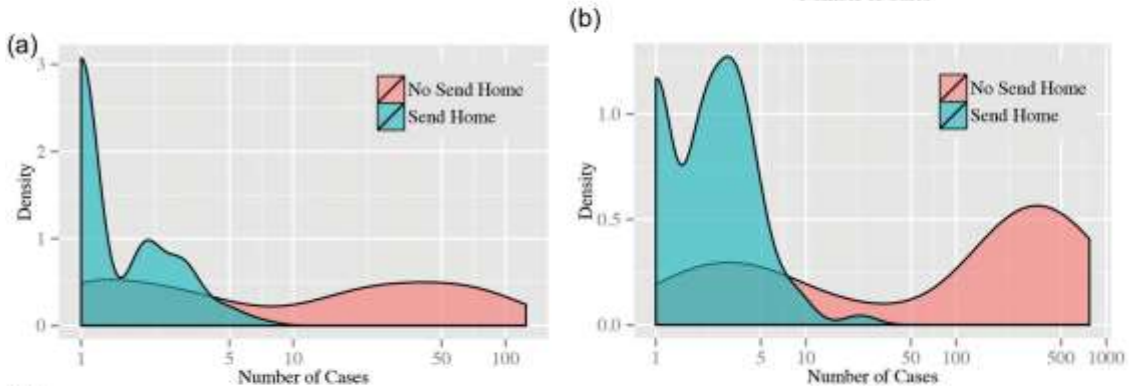 (a)
3
2
1
0
Density
No Send Home
Send Home
1
5
10
50
100
Number of Cases
(b)
1.0
0.5
0.0
Density
No Send Home
Send Home
1
5
10
50
100
500
1000
Number of Cases